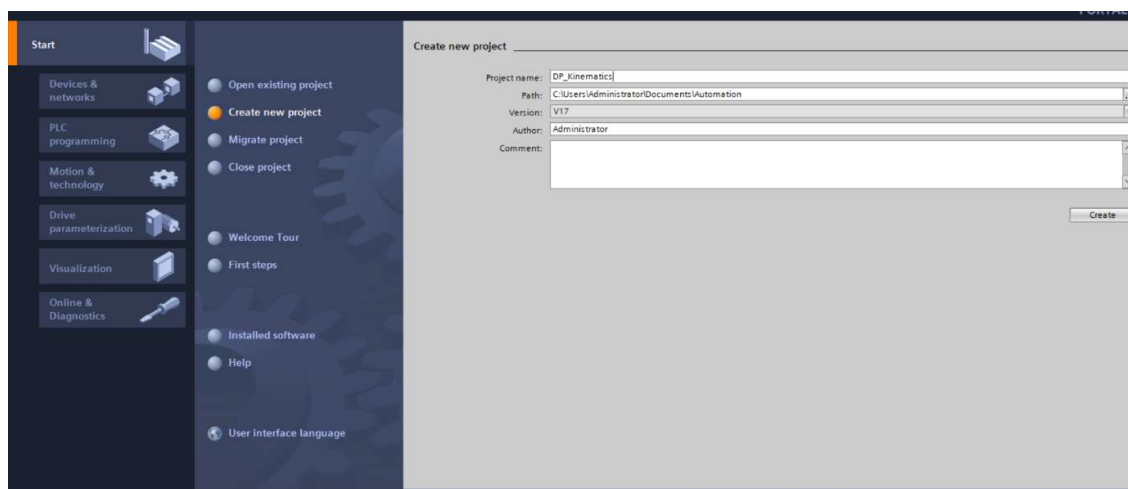 Start
Devices &
networks
PLC
programming
Motion &
technology
Drive
parameterization
Visualization
Online &
Diagnostics
Open existing project
Create new project
Migrate project
Close project
Welcome Tour
First steps
Installed software
Help
User interface language
Create new project
Project name: DP_Kinematics
Path: C:\Users\Administrator\Documents\Automation
Version: V17
Author: Administrator
Comment:
Create